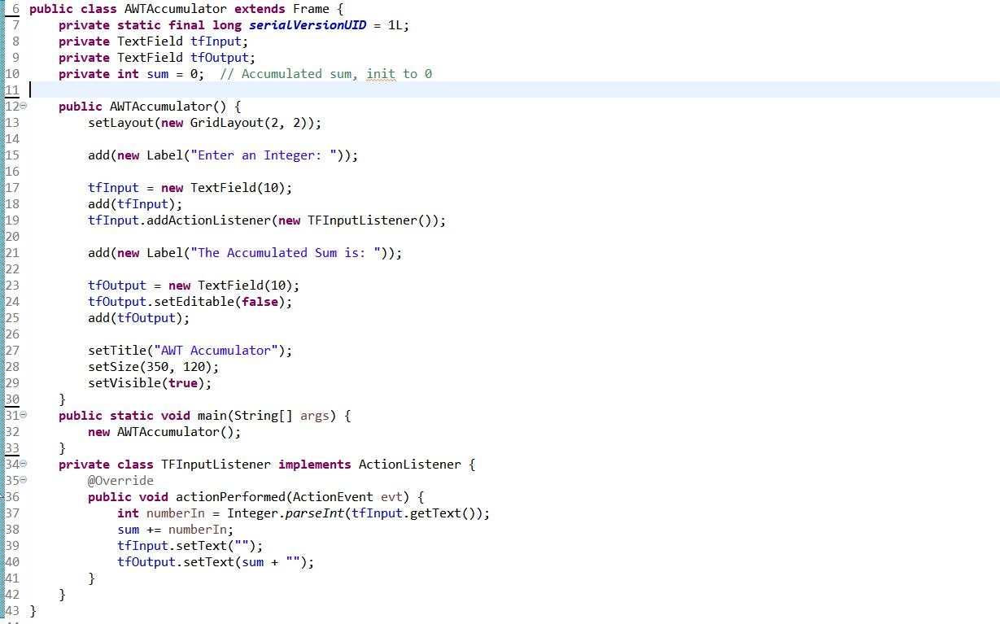 6 public class AWTAccumulator extends Frame {
7     private static final long serialVersionUID = 1L;
8     private TextField tfInput;
9     private TextField tfOutput;
10     private int sum = 0;  // Accumulated sum, init to 0
11
12     public AWTAccumulator() {
13         setLayout(new GridLayout(2, 2));
14
15         add(new Label("Enter an Integer: "));
16
17         tfInput = new TextField(10);
18         add(tfInput);
19         tfInput.addActionListener(new TFInputListener());
20
21         add(new Label("The Accumulated Sum is: "));
22
23         tfOutput = new TextField(10);
24         tfOutput.setEditable(false);
25         add(tfOutput);
26
27         setTitle("AWT Accumulator");
28         setSize(350, 120);
29         setVisible(true);
30     }
31     public static void main(String[] args) {
32         new AWTAccumulator();
33     }
34     private class TFInputListener implements ActionListener {
35         @Override
36         public void actionPerformed(ActionEvent evt) {
37             int numberIn = Integer.parseInt(tfInput.getText());
38             sum += numberIn;
39             tfInput.setText("");
40             tfOutput.setText(sum + "");
41         }
42     }
43 }